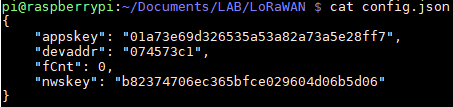 pi@raspberrypi:~/Documents/LAB/LoRaWAN $ cat config.json
{
    "appskey": "01a73e69d326535a53a82a73a5e28ff7",
    "devaddr": "074573c1",
    "fCnt": 0,
    "nwskey": "b82374706ec365bfce029604d06b5d06"
}